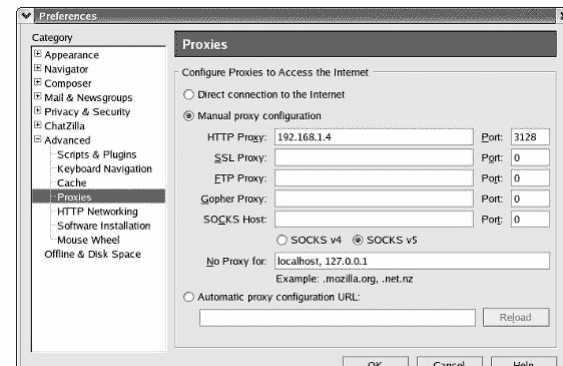 Preferences
Category
Appearance
Navigator
Composer
Mail & Newsgroups
Privacy & Security
ChatZilla
Advanced
Scripts & Plugins
Keyboard Navigation
Cache
Proxies
HTTP Networking
Software Installation
Mouse Wheel
Offline & Disk Space
Proxies
Configure Proxies to Access the Internet
Direct connection to the Internet
Manual proxy configuration
HTTP Proxy: 192.168.1.4 Port: 3128
SSL Proxy: Port: 0
FTP Proxy: Port: 0
Gopher Proxy: Port: 0
SOCKS Host: Port: 0
SOCKS v4 SOCKS v5
No Proxy for: localhost, 127.0.0.1
Example: .mozilla.org, .net.nz
Automatic proxy configuration URL:
Reload
OK Cancel Help